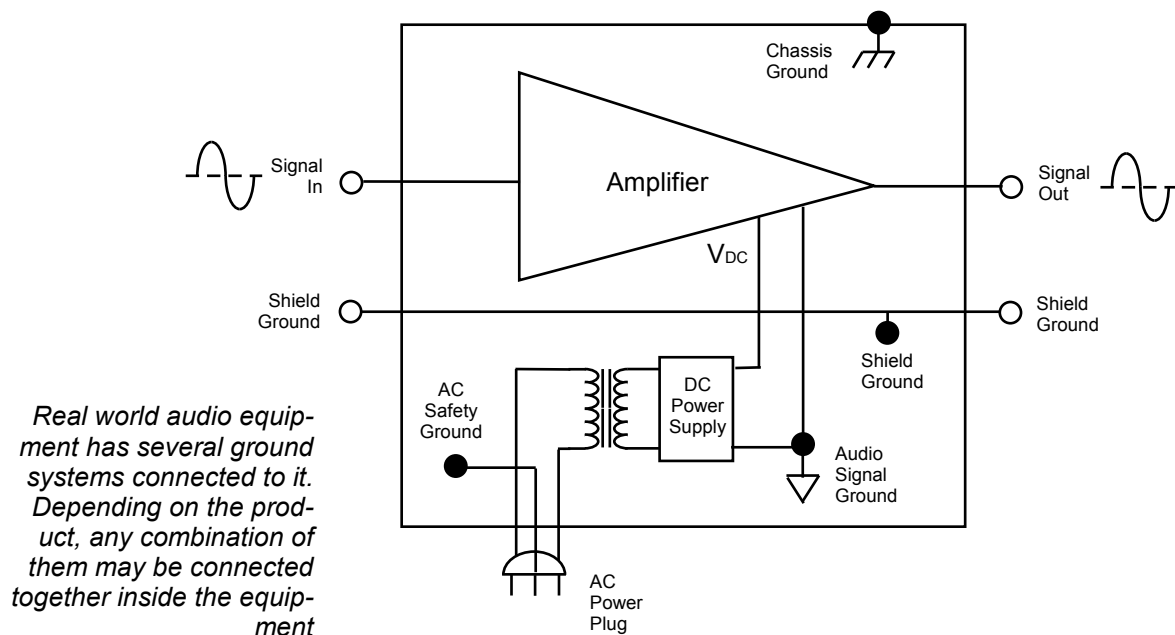 Chassis
Ground
Signal
In
Amplifier
Signal
Out
VDC
Shield
Ground
Shield
Ground
Shield
Ground
AC
Safety
Ground
DC
Power
Supply
Audio
Signal
Ground
AC
Power
Plug
Real world audio equip-
ment has several ground
systems connected to it.
Depending on the prod-
uct, any combination of
them may be connected
together inside the equip-
ment